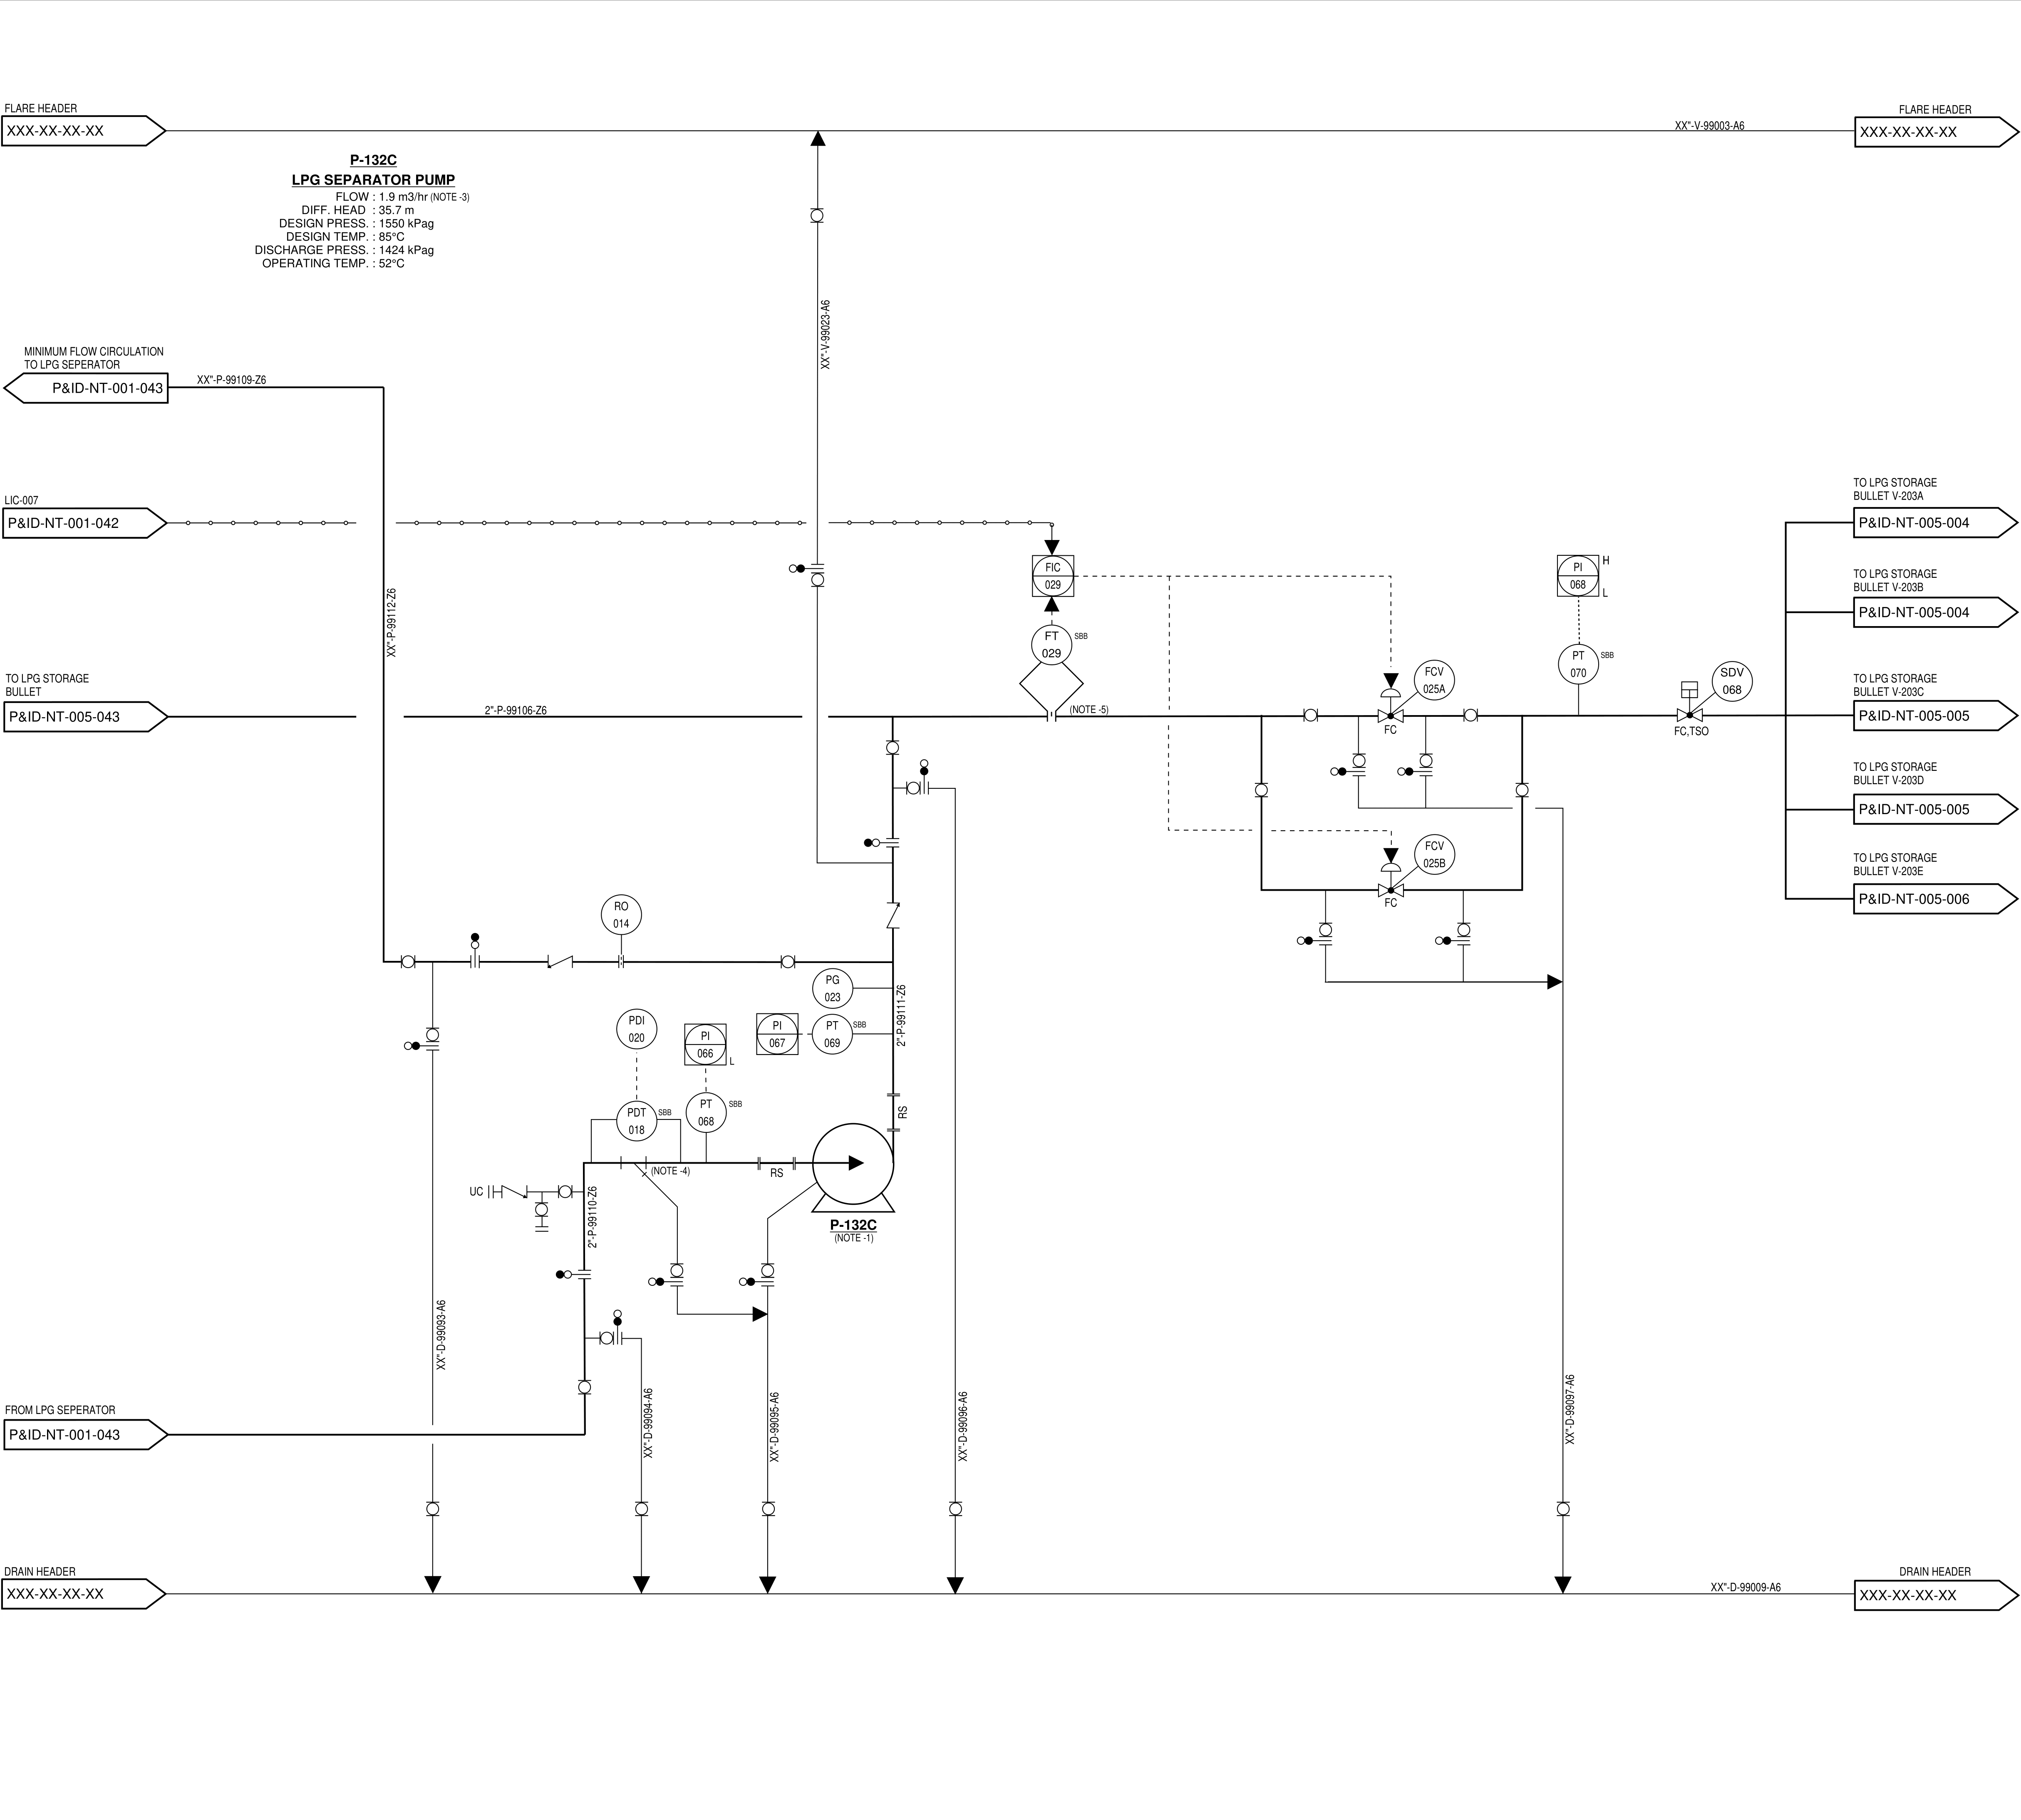 FLARE HEADER
XXX-XX-XX-XX
XX"-V-99003-A6
FLARE HEADER
XXX-XX-XX-XX
P-132C
LPG SEPARATOR PUMP
FLOW : 1.9 m3/hr (NOTE -3)
DIFF. HEAD : 35.7 m
DESIGN PRESS. : 1550 kPag
DESIGN TEMP. : 85°C
DISCHARGE PRESS. : 1424 kPag
OPERATING TEMP. : 52°C
XX"-V-99023-A6
MINIMUM FLOW CIRCULATION
TO LPG SEPERATOR
P&ID-NT-001-043
XX"-P-99109-Z6
LIC-007
P&ID-NT-001-042
XX"-P-99112-Z6
FIC
029
FT
029
SBB
(NOTE -5)
PI
068
H
L
PT
070
SBB
FCV
025A
FC
SDV
068
FC,TSO
FCV
025B
FC
TO LPG STORAGE
BULLET V-203A
P&ID-NT-005-004
TO LPG STORAGE
BULLET V-203B
P&ID-NT-005-004
TO LPG STORAGE
BULLET V-203C
P&ID-NT-005-005
TO LPG STORAGE
BULLET V-203D
P&ID-NT-005-005
TO LPG STORAGE
BULLET V-203E
P&ID-NT-005-006
TO LPG STORAGE
BULLET
P&ID-NT-005-043
2"-P-99106-Z6
RO
014
PG
023
PI
067
PT
069
SBB
2"-P-99111-Z6
PDI
020
PI
066
L
PDT
018
SBB
PT
068
SBB
RS
(NOTE -4)
RS
UC
2"-P-99110-Z6
P-132C
(NOTE -1)
XX"-D-99093-A6
XX"-D-99094-A6
XX"-D-99095-A6
XX"-D-99096-A6
XX"-D-99097-A6
FROM LPG SEPERATOR
P&ID-NT-001-043
DRAIN HEADER
XXX-XX-XX-XX
XX"-D-99009-A6
DRAIN HEADER
XXX-XX-XX-XX